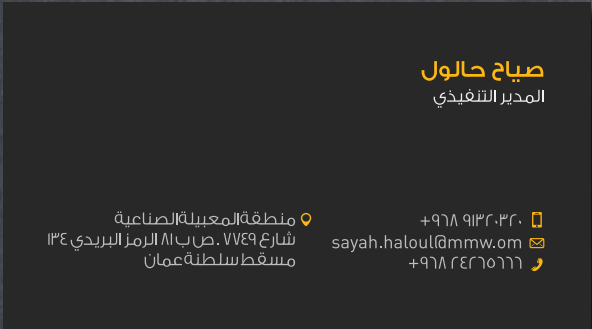 صياح حالول
المدير التنفيذي
+٩٦٨ ٩١٣٢٠٣٢٠
sayah.haloul@mmw.om
+٩٦٨ ٢٤٢٦٥٦٦٦
منطقة المعبيلة الصناعية
شارع ٧٧٤٩ . ص ب ٨١ الرمز البريدي ١٣٤
مسقط سلطنة عمان